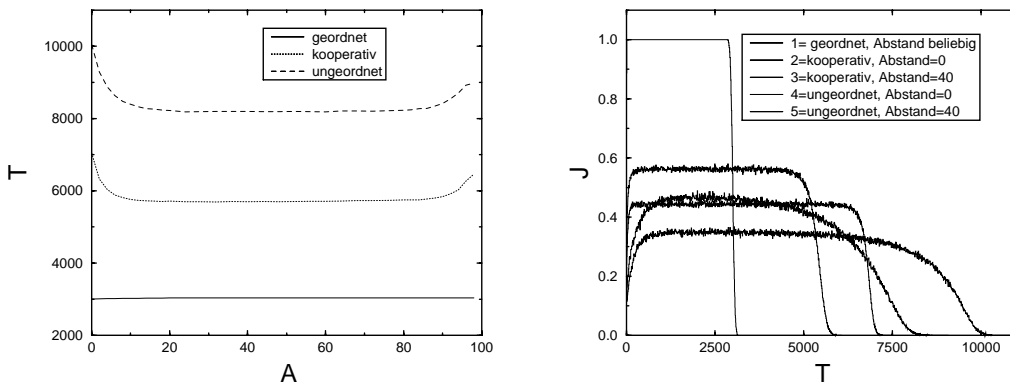 10000
8000
6000
4000
2000
T
0
20
40
60
80
100
A
geordnet
kooperativ
ungeordnet
1.0
0.8
0.6
0.4
0.2
0.0
J
0
2500
5000
7500
10000
T
1= geordnet, Abstand beliebig
2=kooperativ, Abstand=0
3=kooperativ, Abstand=40
4=ungeordnet, Abstand=0
5=ungeordnet, Abstand=40